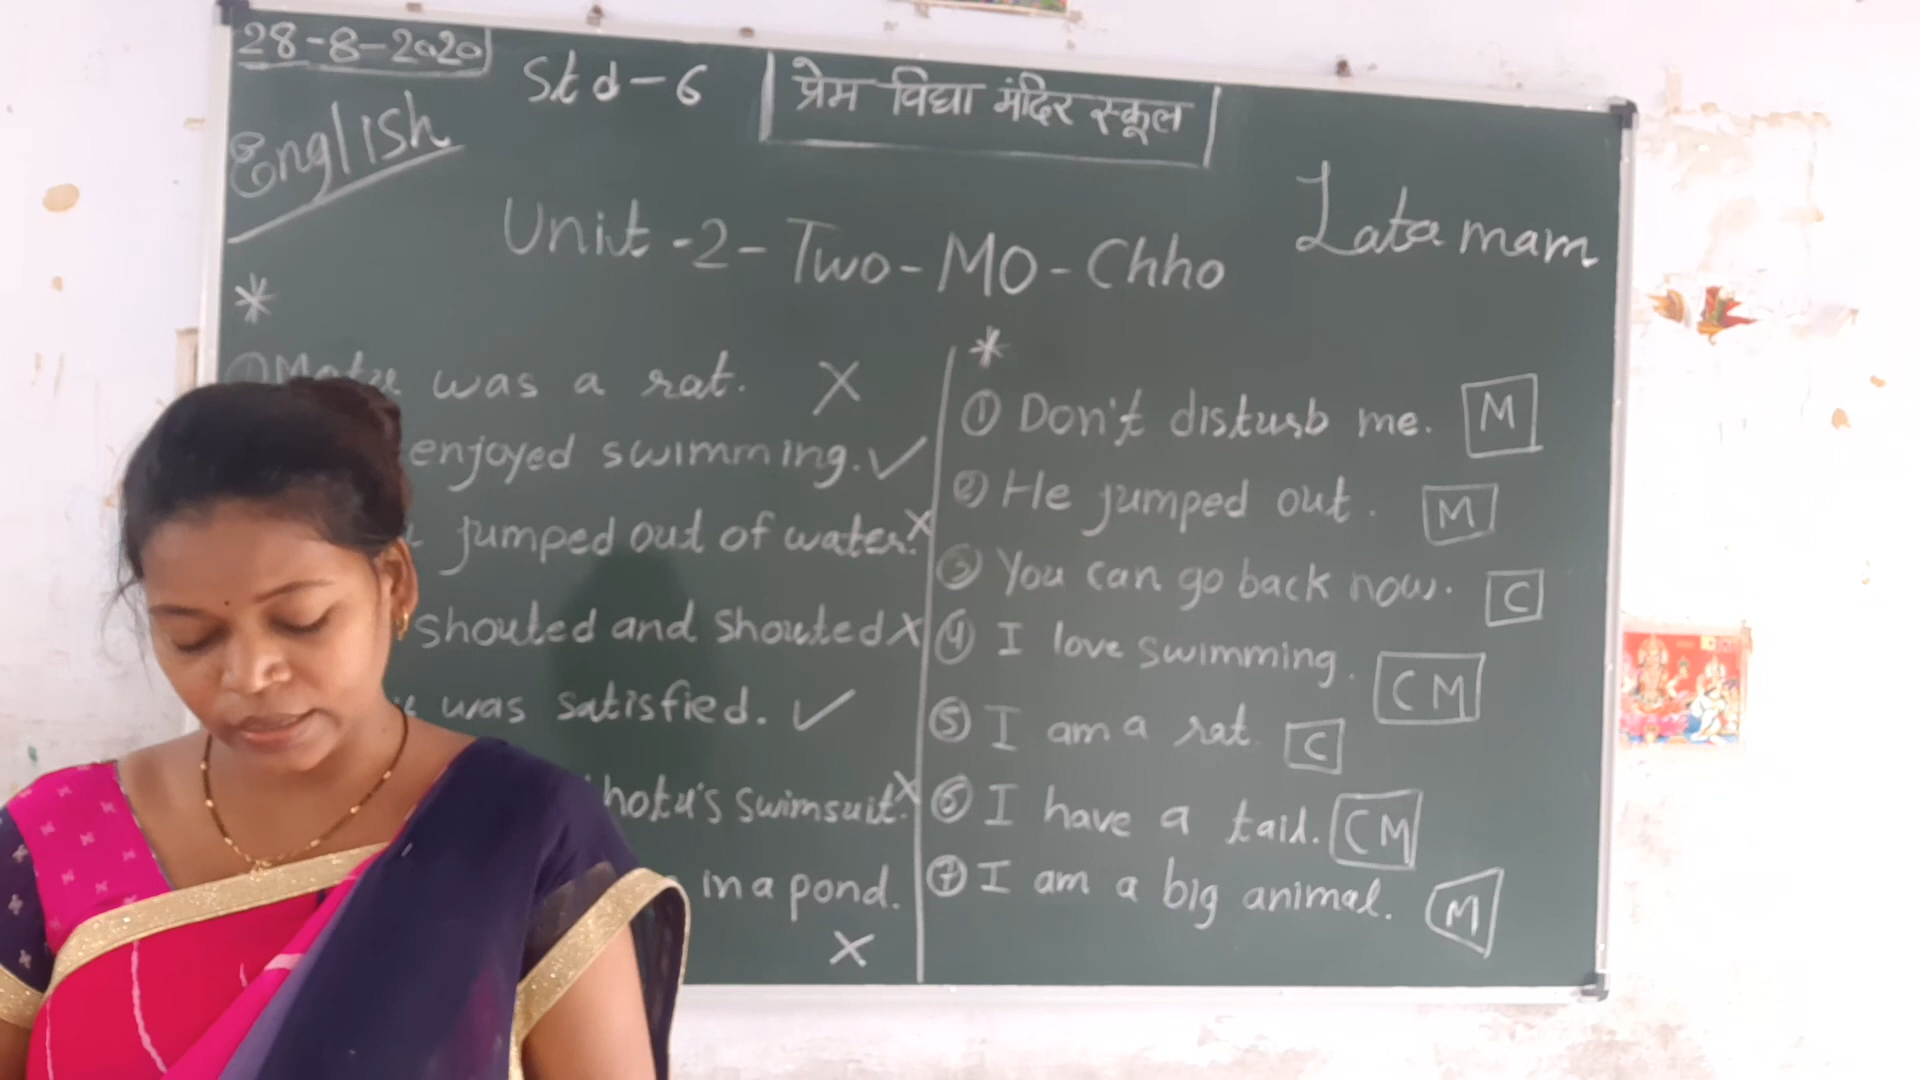 28-8-2020
Std-6
प्रेम विद्या मंदिर स्कूल
English
Lata mam
Unit-2-Two-MO-Chho
*
was a rat. X
enjoyed swimming. ✓
jumped out of water. X
shouted and shouted X
was satisfied. ✓
hotu's swimsuit. X
in a pond.
X
*
① Don't disturb me. M
② He jumped out. M
③ You can go back now. C
④ I love swimming. CM
⑤ I am a rat. C
⑥ I have a tail. CM
⑦ I am a big animal. M